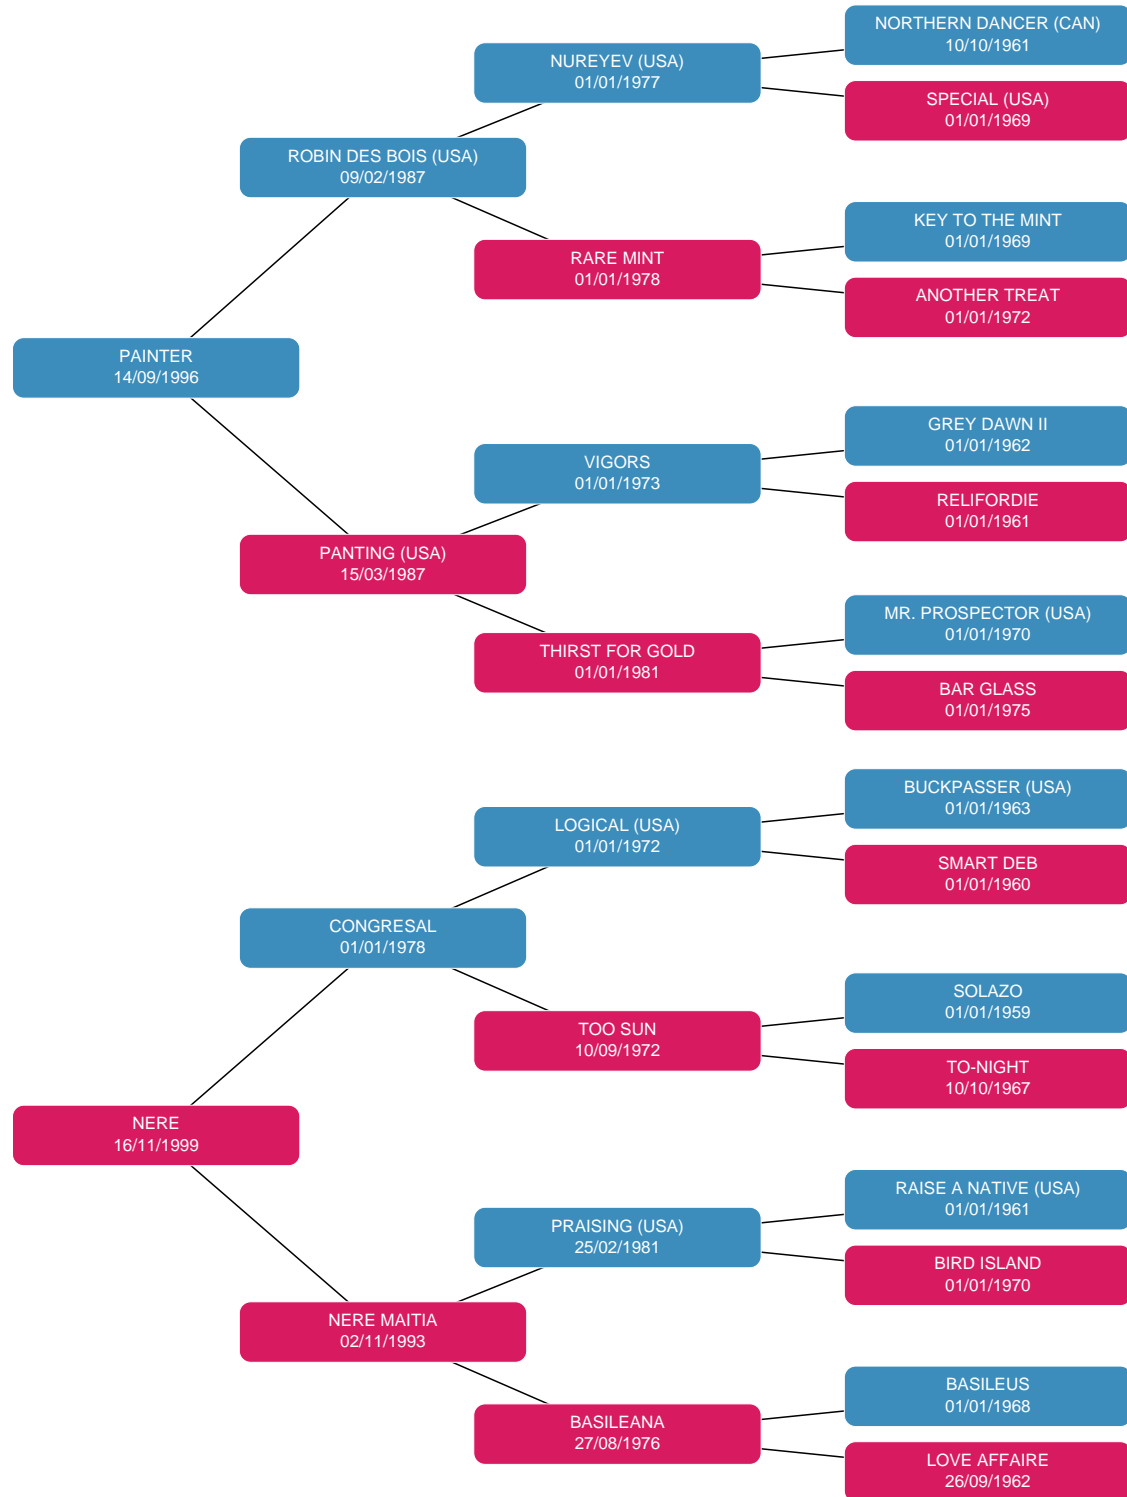 NORTHERN DANCER (CAN)
10/10/1961
NUREYEV (USA)
01/01/1977
SPECIAL (USA)
01/01/1969
ROBIN DES BOIS (USA)
09/02/1987
KEY TO THE MINT
01/01/1969
RARE MINT
01/01/1978
ANOTHER TREAT
01/01/1972
PAINTER
14/09/1996
GREY DAWN II
01/01/1962
VIGORS
01/01/1973
RELIFORDIE
01/01/1961
PANTING (USA)
15/03/1987
MR. PROSPECTOR (USA)
01/01/1970
THIRST FOR GOLD
01/01/1981
BAR GLASS
01/01/1975
BUCKPASSER (USA)
01/01/1963
LOGICAL (USA)
01/01/1972
SMART DEB
01/01/1960
CONGRESAL
01/01/1978
SOLAZO
01/01/1959
TOO SUN
10/09/1972
TO-NIGHT
10/10/1967
NERE
16/11/1999
RAISE A NATIVE (USA)
01/01/1961
PRAISING (USA)
25/02/1981
BIRD ISLAND
01/01/1970
NERE MAITIA
02/11/1993
BASILEUS
01/01/1968
BASILEANA
27/08/1976
LOVE AFFAIRE
26/09/1962